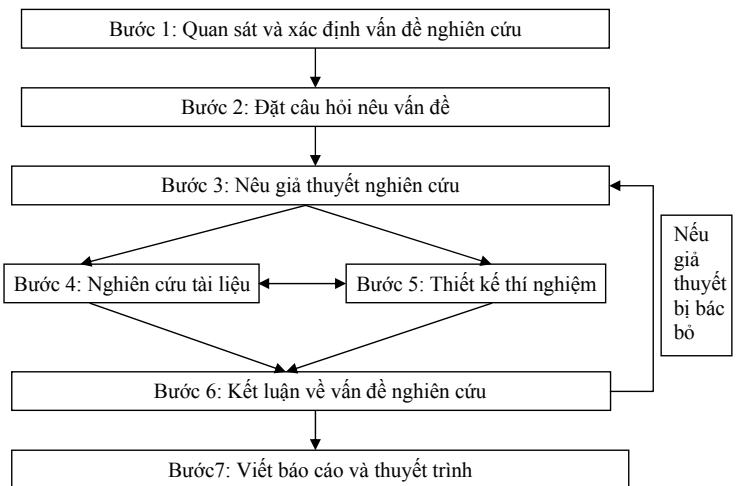 Bước 1: Quan sát và xác định vấn đề nghiên cứu
Bước 2: Đặt câu hỏi nêu vấn đề
Bước 3: Nêu giả thuyết nghiên cứu
Nếu
giả
thuyết
bị bác
bỏ
Bước 4: Nghiên cứu tài liệu
Bước 5: Thiết kế thí nghiệm
Bước 6: Kết luận về vấn đề nghiên cứu
Bước7: Viết báo cáo và thuyết trình